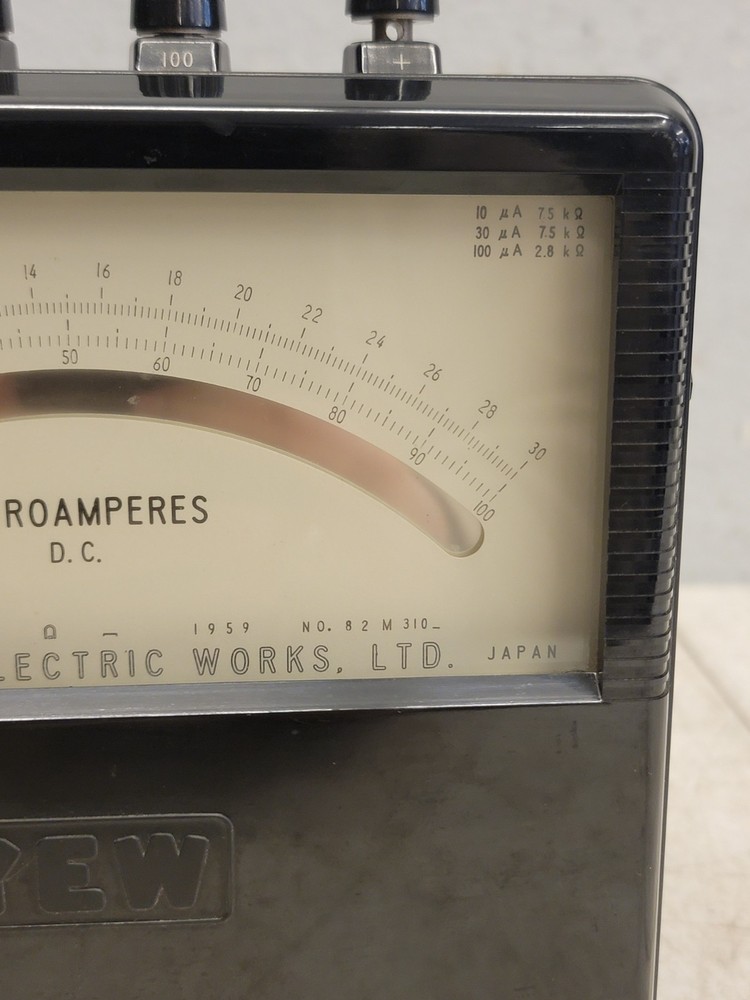 100 +
10 μA 7.5 kΩ
30 μA 7.5 kΩ
100 μA 2.8 kΩ
14 16 18 20 22 24 26 28 30
50 60 70 80 90 100
ROAMPERES
D.C.
Ω
1959 NO. 82 M 310_
LECTRIC WORKS, LTD. JAPAN
YEW